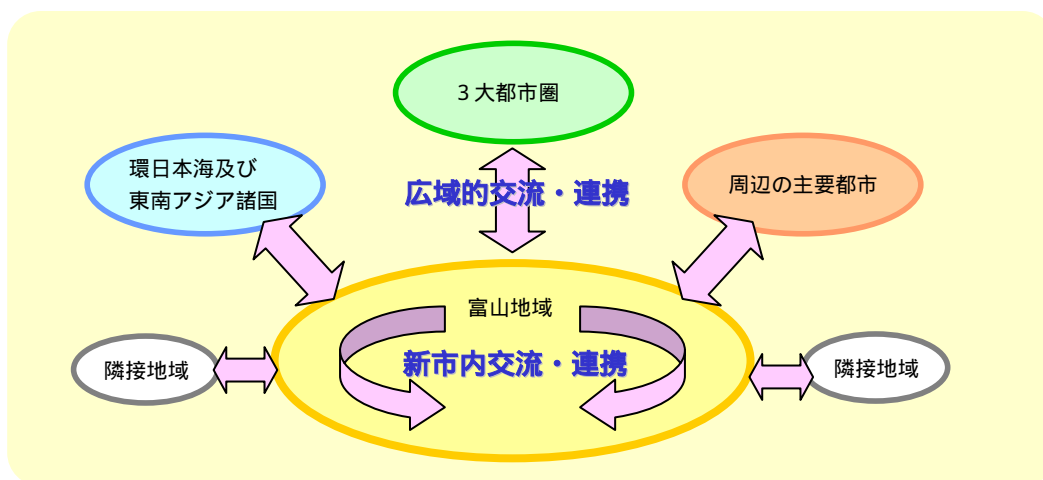 ３大都市圏
環日本海及び
東南アジア諸国
広域的交流・連携
周辺の主要都市
富山地域
新市内交流・連携
隣接地域
隣接地域